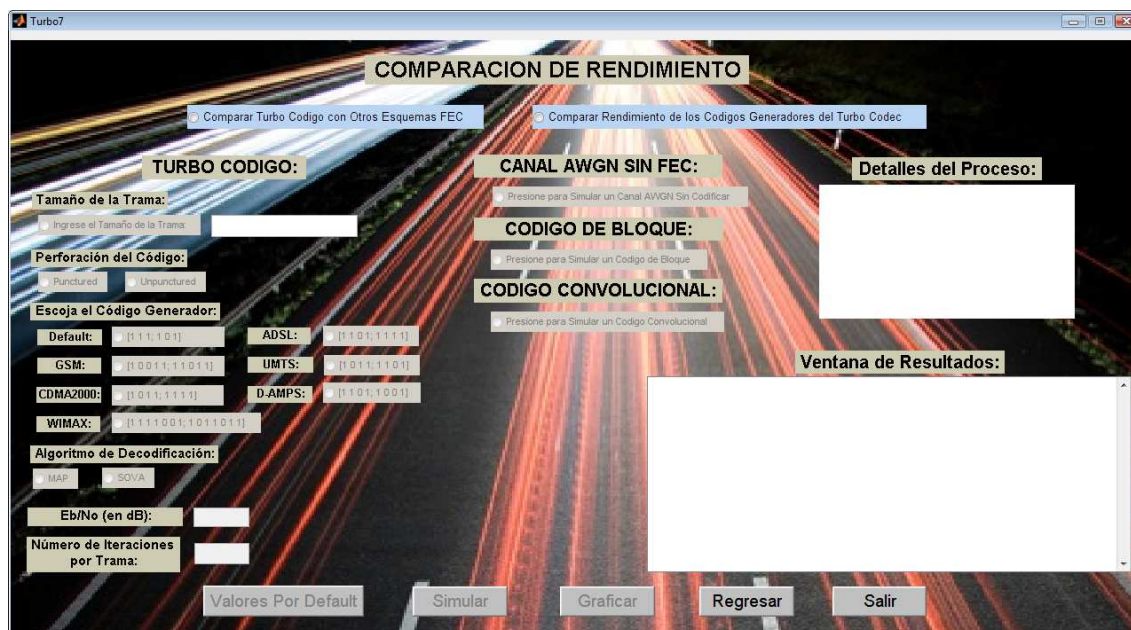 Turbo7
COMPARACION DE RENDIMIENTO
Comparar Turbo Codigo con Otros Esquemas FEC
Comparar Rendimiento de los Codigos Generadores del Turbo Codec
TURBO CODIGO:
Tamaño de la Trama:
Ingrese el Tamaño de la Trama:
Perforación del Código:
Punctured
Unpunctured
Escoja el Código Generador:
Default:
[1 1 1; 1 0 1]
ADSL:
[1 1 0 1; 1 1 1 1]
GSM:
[1 0 0 1 1; 1 1 0 1 1]
UMTS:
[1 0 1 1; 1 1 0 1]
CDMA2000:
[1 0 1 1; 1 1 1 1]
D-AMPS:
[1 1 0 1; 1 0 0 1]
WIMAX:
[1 1 1 1 0 0 1; 1 0 1 1 0 1 1]
Algoritmo de Decodificación:
MAP
SOVA
Eb/No (en dB):
Número de Iteraciones
por Trama:
CANAL AWGN SIN FEC:
Presione para Simular un Canal AWGN Sin Codificar
CODIGO DE BLOQUE:
Presione para Simular un Codigo de Bloque
CODIGO CONVOLUCIONAL:
Presione para Simular un Codigo Convolucional
Detalles del Proceso:
Ventana de Resultados:
Valores Por Default
Simular
Graficar
Regresar
Salir